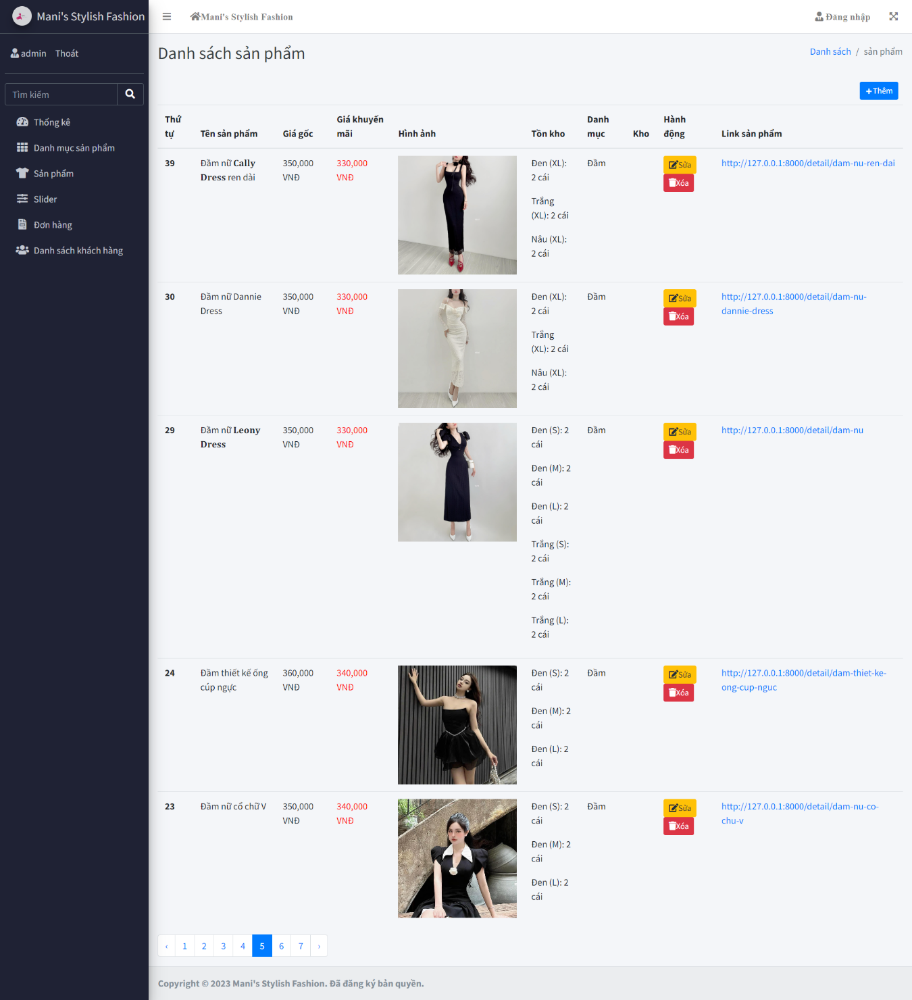 Mani's Stylish Fashion
Mani's Stylish Fashion
Đăng nhập
admin
Thoát
Tìm kiếm
Thống kê
Danh mục sản phẩm
Sản phẩm
Slider
Đơn hàng
Danh sách khách hàng
Danh sách sản phẩm
Danh sách / sản phẩm
Thêm
Thứ tự
Tên sản phẩm
Giá gốc
Giá khuyến mãi
Hình ảnh
Tồn kho
Danh mục
Kho
Hành động
Link sản phẩm
39
Đầm nữ Cally
Dress ren dài
350,000
VNĐ
330,000
VNĐ
Đen (XL):
2 cái
Trắng
(XL): 2 cái
Nâu (XL):
2 cái
Đầm
Sửa
Xóa
http://127.0.0.1:8000/detail/dam-nu-ren-dai
30
Đầm nữ Dannie
Dress
350,000
VNĐ
330,000
VNĐ
Đen (XL):
2 cái
Trắng
(XL): 2 cái
Nâu (XL):
2 cái
Đầm
Sửa
Xóa
http://127.0.0.1:8000/detail/dam-nu-
dannie-dress
29
Đầm nữ Leony
Dress
350,000
VNĐ
330,000
VNĐ
Đen (S): 2
cái
Đen (M): 2
cái
Đen (L): 2
cái
Trắng (S):
2 cái
Trắng (M):
2 cái
Trắng (L):
2 cái
Đầm
Sửa
Xóa
http://127.0.0.1:8000/detail/dam-nu
24
Đầm thiết kế ống
cúp ngực
360,000
VNĐ
340,000
VNĐ
Đen (S): 2
cái
Đen (M): 2
cái
Đen (L): 2
cái
Đầm
Sửa
Xóa
http://127.0.0.1:8000/detail/dam-thiet-ke-
ong-cup-nguc
23
Đầm nữ cổ chữ V
350,000
VNĐ
340,000
VNĐ
Đen (S): 2
cái
Đen (M): 2
cái
Đen (L): 2
cái
Đầm
Sửa
Xóa
http://127.0.0.1:8000/detail/dam-nu-co-
chu-v
‹ 1 2 3 4 5 6 7 ›
Copyright © 2023 Mani's Stylish Fashion. Đã đăng ký bản quyền.